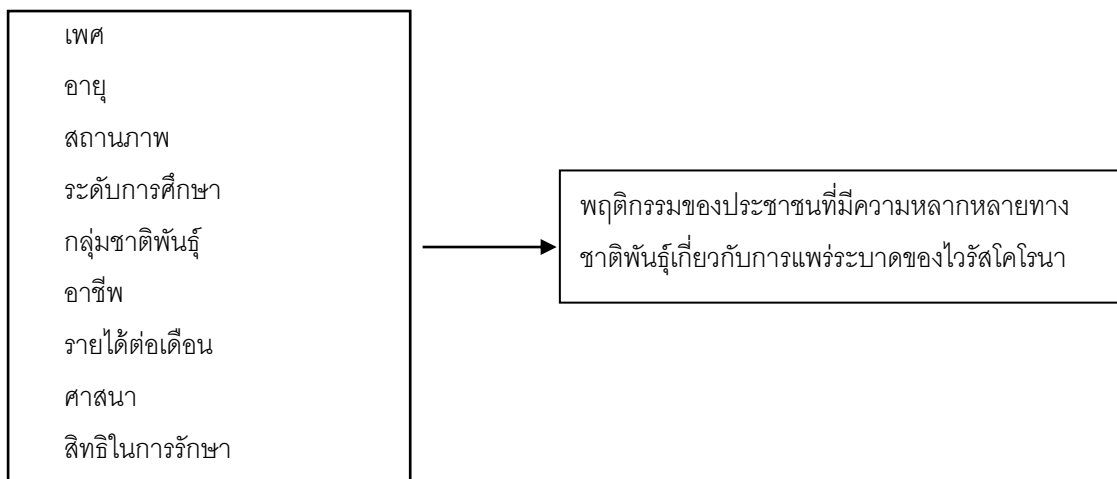 เพศ
อายุ
สถานภาพ
ระดับการศึกษา
กลุ่มชาติพันธุ์
อาชีพ
รายได้ต่อเดือน
ศาสนา
สิทธิในการรักษา
พฤติกรรมของประชาชนที่มีความหลากหลายทาง
ชาติพันธุ์เกี่ยวกับการแพร่ระบาดของไวรัสโคโรนา